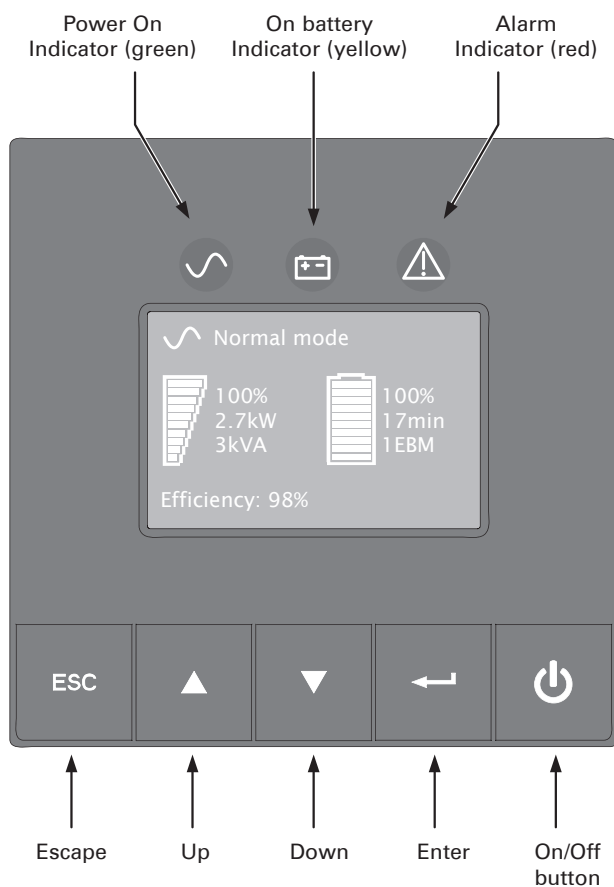 Power On
Indicator (green)
On battery
Indicator (yellow)
Alarm
Indicator (red)
Normal mode
100%
2.7kW
3kVA
100%
17min
1EBM
Efficiency: 98%
ESC
Escape
Up
Down
Enter
On/Off
button